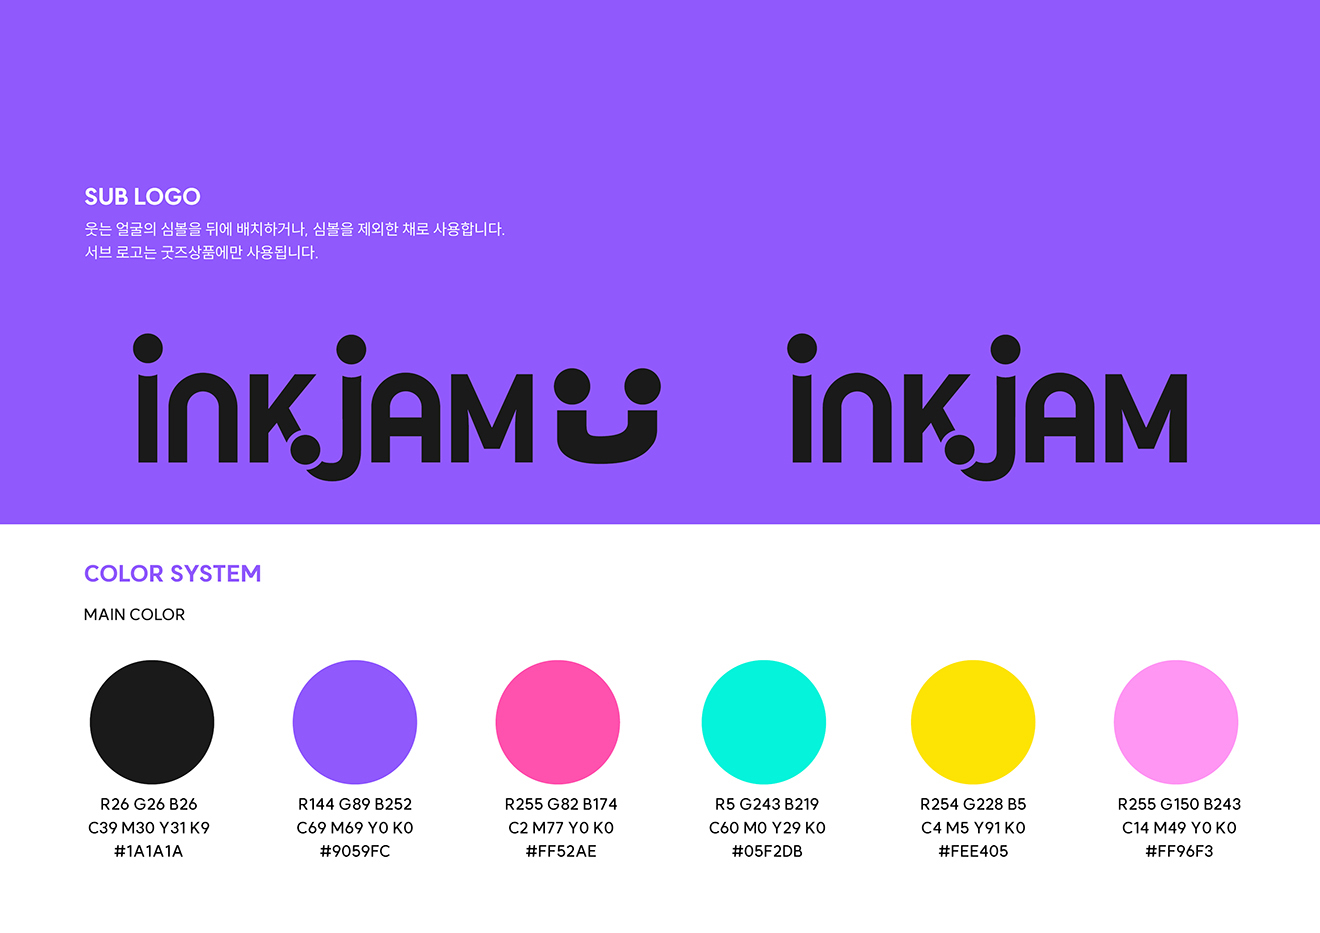 SUB LOGO
웃는 얼굴의 심볼을 뒤에 배치하거나, 심볼을 제외한 채로 사용합니다.
서브 로고는 굿즈상품에만 사용됩니다.
inKjAM
inKjAM
COLOR SYSTEM
MAIN COLOR
R26 G26 B26
C39 M30 Y31 K9
#1A1A1A
R144 G89 B252
C69 M69 Y0 K0
#9059FC
R255 G82 B174
C2 M77 Y0 K0
#FF52AE
R5 G243 B219
C60 M0 Y29 K0
#05F2DB
R254 G228 B5
C4 M5 Y91 K0
#FEE405
R255 G150 B243
C14 M49 Y0 K0
#FF96F3